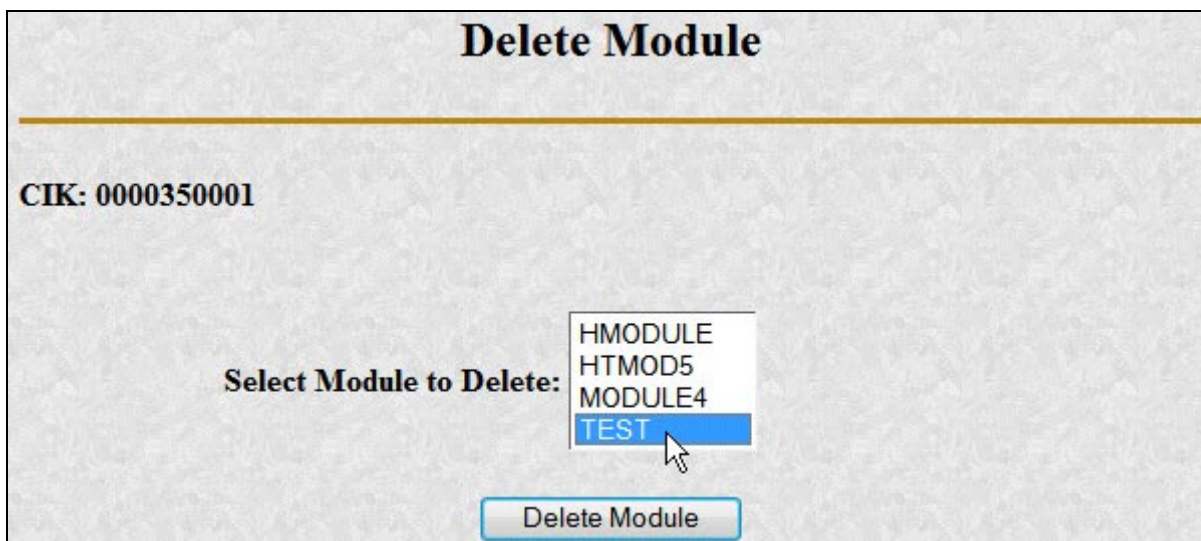 Delete Module
CIK: 0000350001
Select Module to Delete:
HMODULE
HTMOD5
MODULE4
TEST
Delete Module